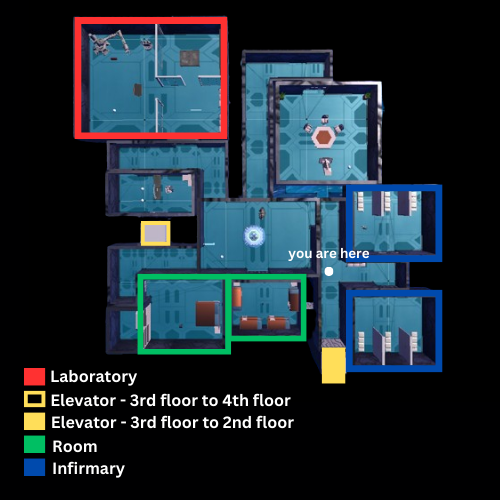 you are here
Laboratory
Elevator - 3rd floor to 4th floor
Elevator - 3rd floor to 2nd floor
Room
Infirmary